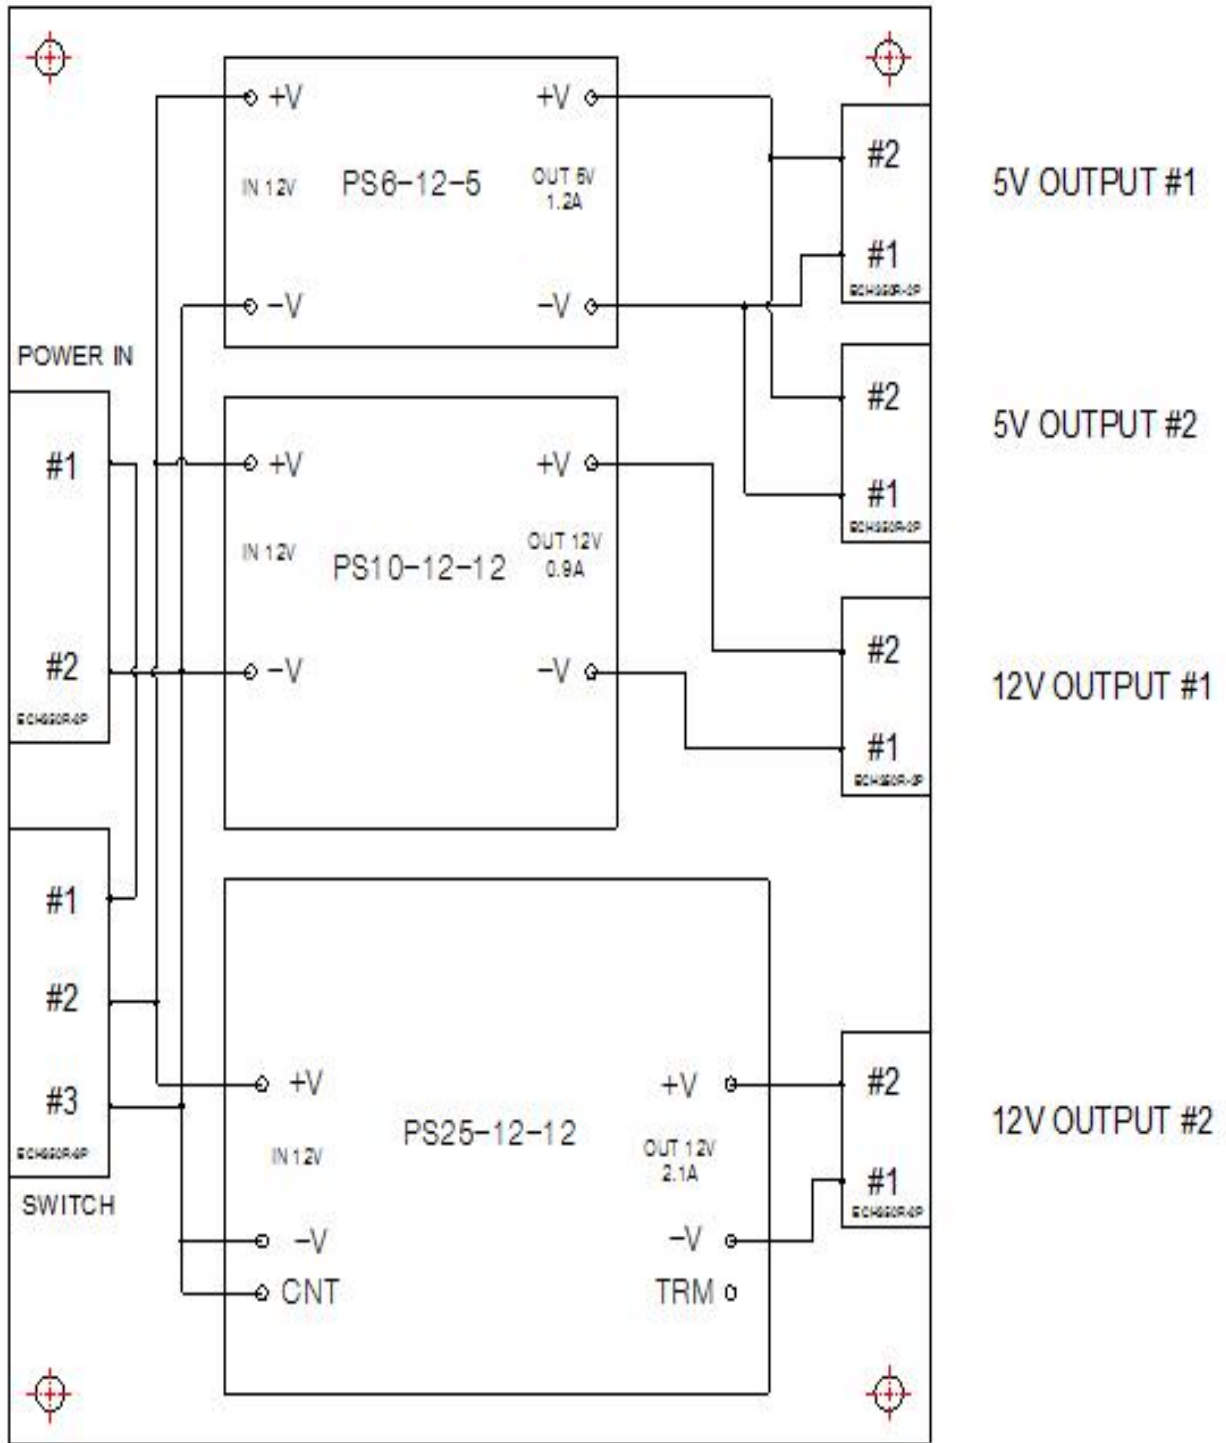 +V
+V
#2
IN 12V
PS6-12-5
OUT 5V
1.2A
5V OUTPUT #1
#1
-V
-V
POWER IN
#2
5V OUTPUT #2
#1
+V
+V
#1
IN 12V
PS10-12-12
OUT 12V
0.9A
#2
-V
-V
#2
12V OUTPUT #1
#1
#1
#2
#3
SWITCH
+V
+V
#2
IN 12V
PS25-12-12
OUT 12V
2.1A
12V OUTPUT #2
#1
-V
-V
CNT
TRM